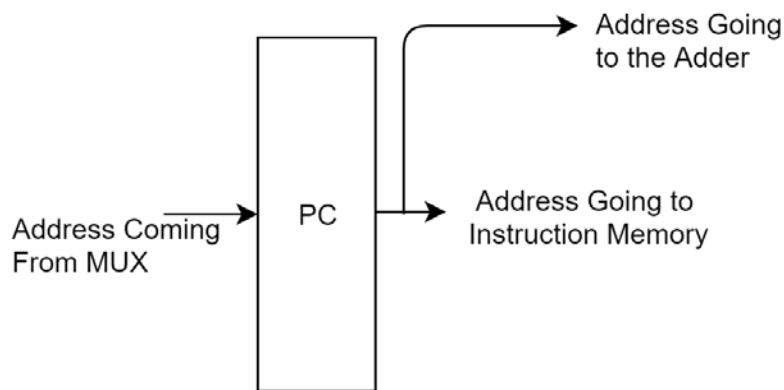 Address Going
to the Adder
PC
Address Going to
Instruction Memory
Address Coming
From MUX